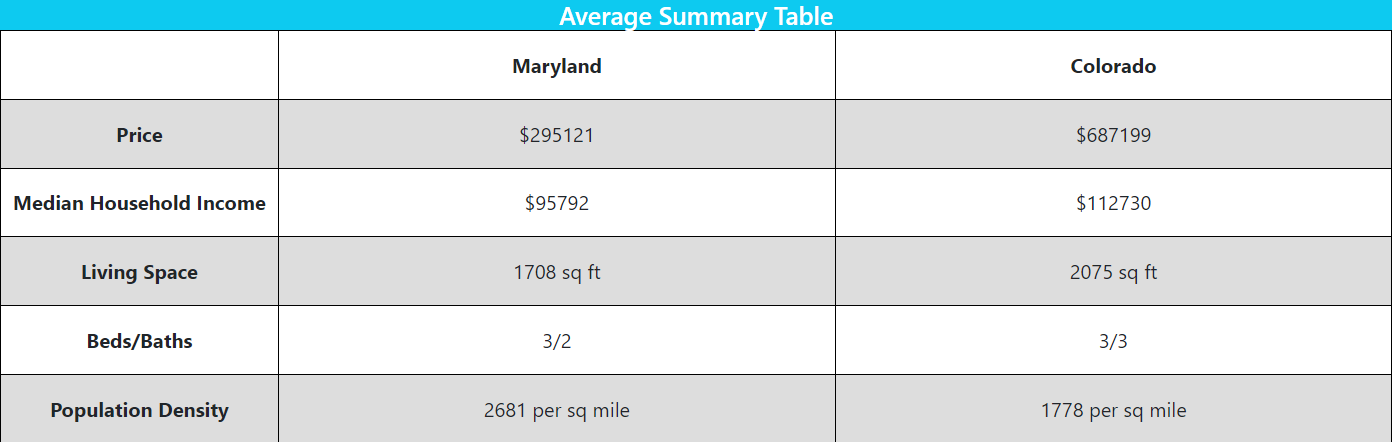 Average Summary Table
Maryland Colorado
Price $295121 $687199
Median Household Income $95792 $112730
Living Space 1708 sq ft 2075 sq ft
Beds/Baths 3/2 3/3
Population Density 2681 per sq mile 1778 per sq mile